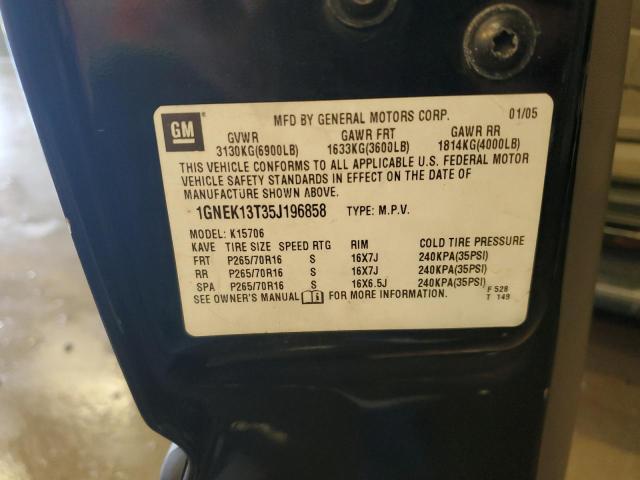 GM
MFD BY GENERAL MOTORS CORP. 01/05
GVWR GAWR FRT GAWR RR
3130KG(6900LB) 1633KG(3600LB) 1814KG(4000LB)
THIS VEHICLE CONFORMS TO ALL APPLICABLE U.S. FEDERAL MOTOR
VEHICLE SAFETY STANDARDS IN EFFECT ON THE DATE OF
MANUFACTURE SHOWN ABOVE.
1GNEK13T35J196858 TYPE: M.P.V.
MODEL: K15706
KAVE TIRE SIZE SPEED RTG RIM COLD TIRE PRESSURE
FRT P265/70R16 S 16X7J 240KPA(35PSI)
RR P265/70R16 S 16X7J 240KPA(35PSI)
SPA P265/70R16 S 16X6.5J 240KPA(35PSI)
SEE OWNER'S MANUAL FOR MORE INFORMATION.
F 528
T 149